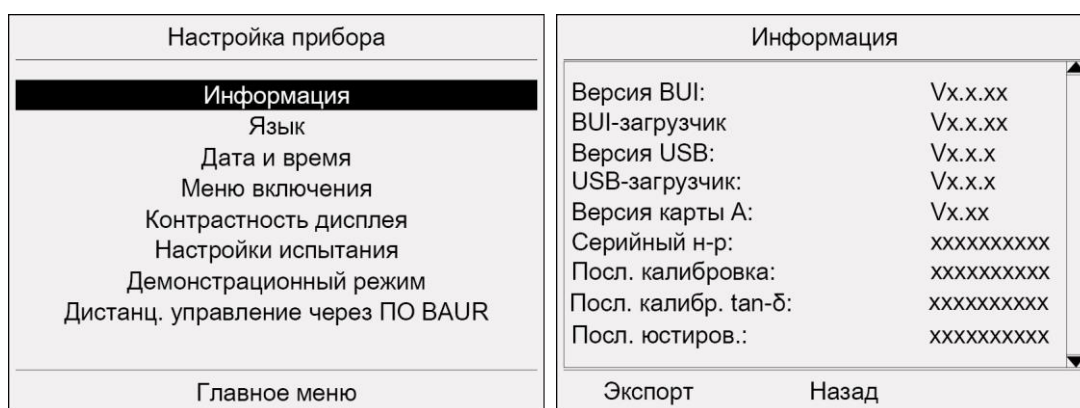 Настройка прибора
Информация
Язык
Дата и время
Меню включения
Контрастность дисплея
Настройки испытания
Демонстрационный режим
Дистанц. управление через ПО BAUR
Главное меню
Информация
Версия BUI: Vx.x.xx
BUI-загрузчик Vx.x.xx
Версия USB: Vx.x.x
USB-загрузчик: Vx.x.x
Версия карты A: Vx.xx
Серийный н-р: xxxxxxxxxx
Посл. калибровка: xxxxxxxxxx
Посл. калибр. tan-δ: xxxxxxxxxx
Посл. юстиров.: xxxxxxxxxx
Экспорт Назад